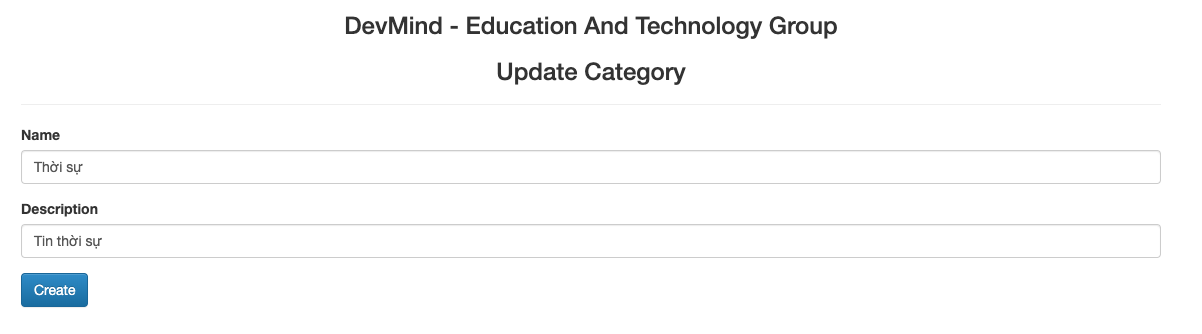 DevMind - Education And Technology Group
Update Category
Name
Thời sự
Description
Tin thời sự
Create